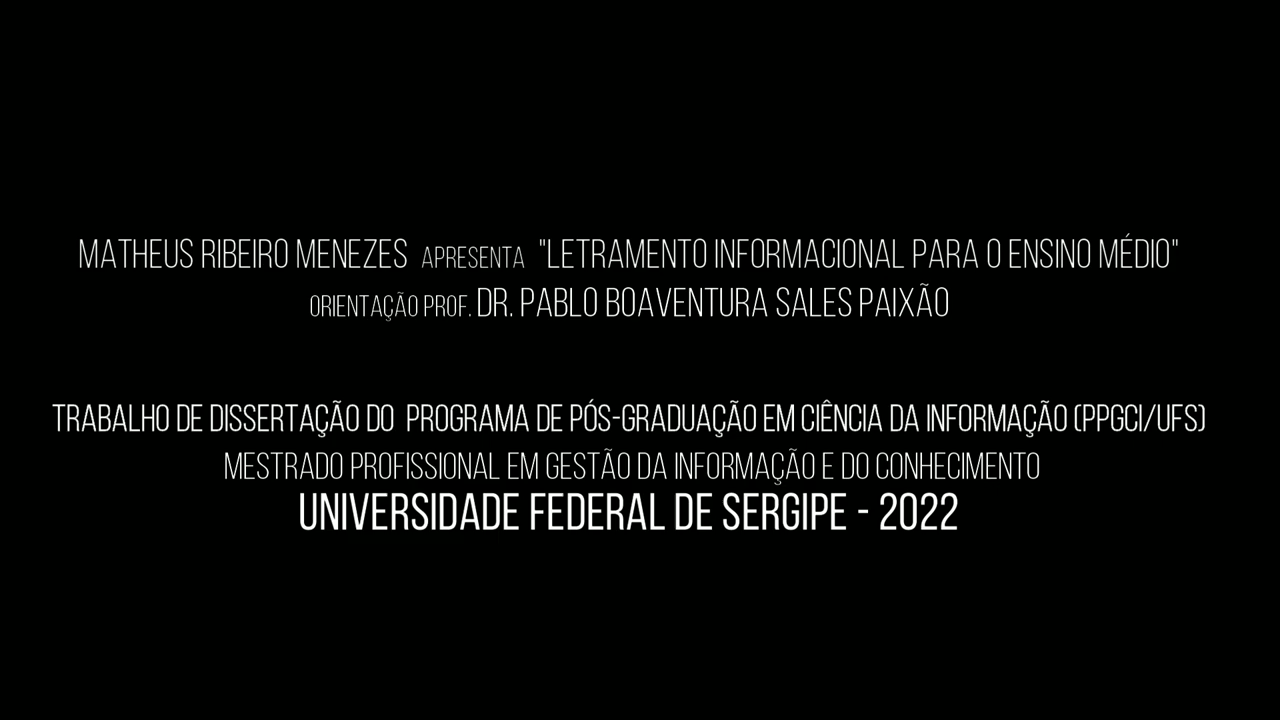 MATHEUS RIBEIRO MENEZES APRESENTA "LETRAMENTO INFORMACIONAL PARA O ENSINO MÉDIO"
ORIENTAÇÃO PROF. DR. PABLO BOAVENTURA SALES PAIXÃO
TRABALHO DE DISSERTAÇÃO DO PROGRAMA DE PÓS-GRADUAÇÃO EM CIÊNCIA DA INFORMAÇÃO (PPGCI/UFS)
MESTRADO PROFISSIONAL EM GESTÃO DA INFORMAÇÃO E DO CONHECIMENTO
UNIVERSIDADE FEDERAL DE SERGIPE - 2022